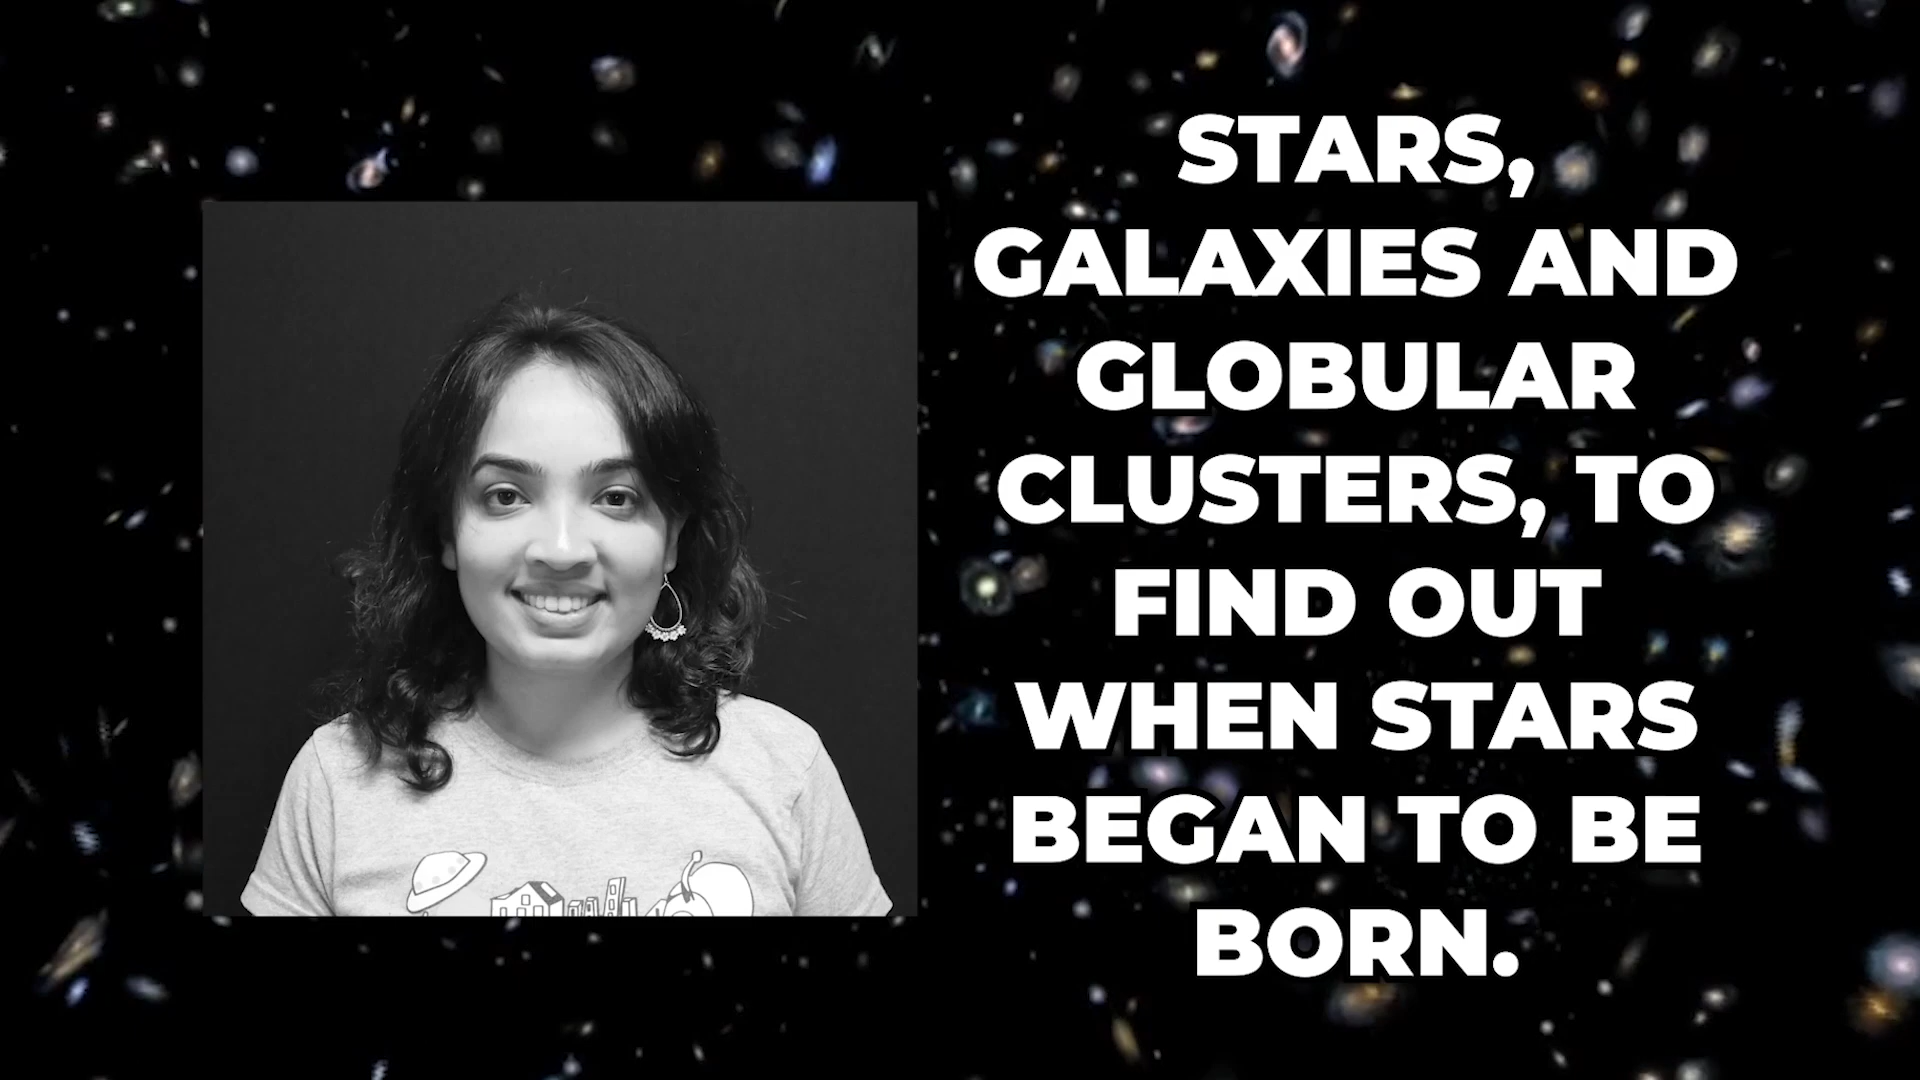 STARS,
GALAXIES AND
GLOBULAR
CLUSTERS, TO
FIND OUT
WHEN STARS
BEGAN TO BE
BORN.